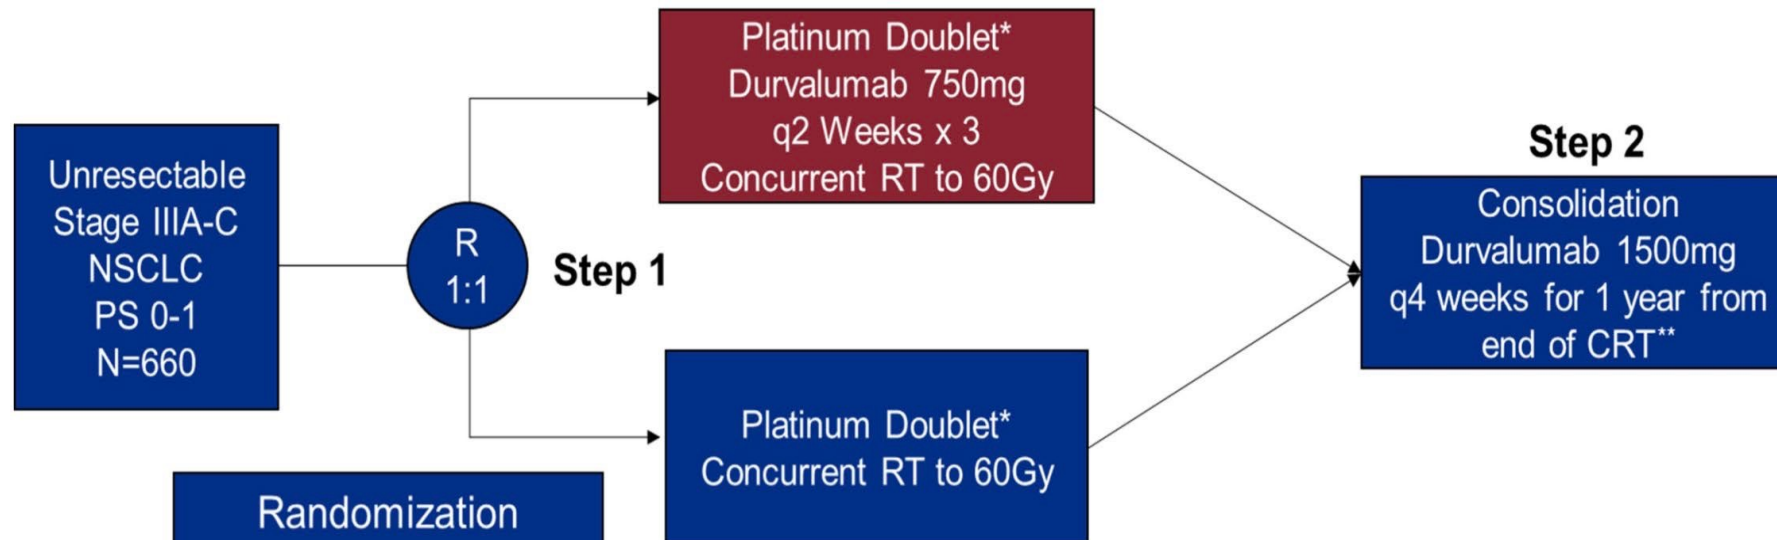 Unresectable
Stage IIIA-C
NSCLC
PS 0-1
N=660
R
1:1
Step 1
Platinum Doublet*
Durvalumab 750mg
q2 Weeks x 3
Concurrent RT to 60Gy
Platinum Doublet*
Concurrent RT to 60Gy
Randomization
Step 2
Consolidation
Durvalumab 1500mg
q4 weeks for 1 year from
end of CRT**